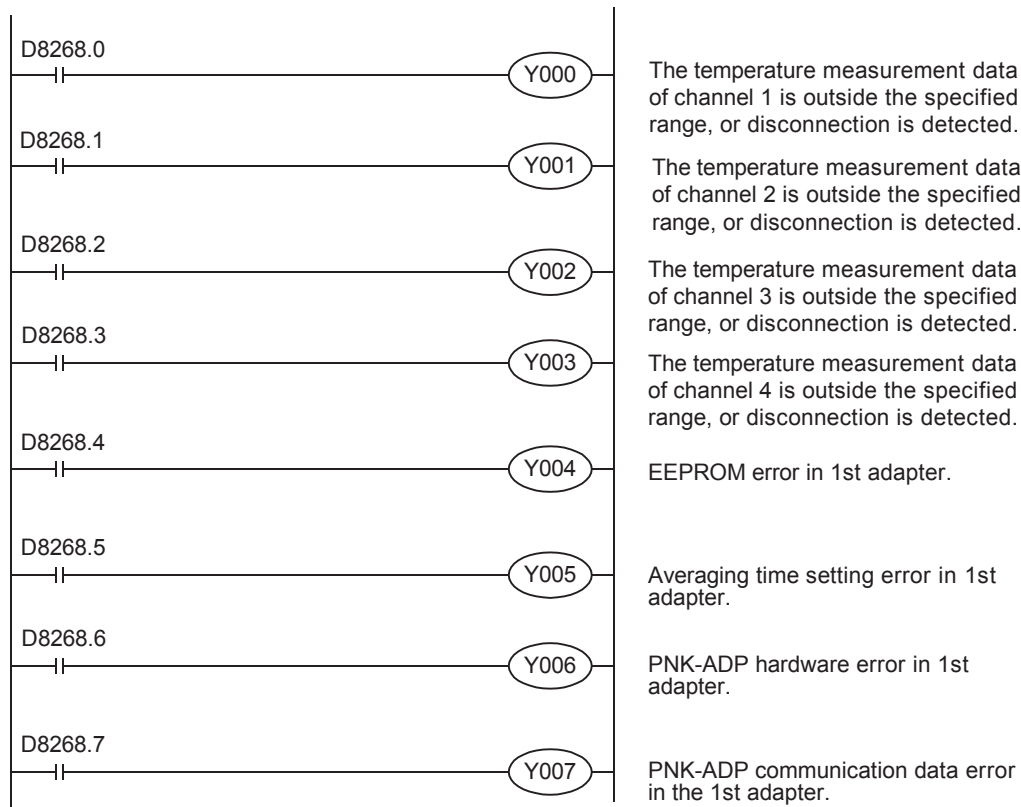 D8268.0
Y000
The temperature measurement data
of channel 1 is outside the specified
range, or disconnection is detected.
D8268.1
Y001
The temperature measurement data
of channel 2 is outside the specified
range, or disconnection is detected.
D8268.2
Y002
The temperature measurement data
of channel 3 is outside the specified
range, or disconnection is detected.
D8268.3
Y003
The temperature measurement data
of channel 4 is outside the specified
range, or disconnection is detected.
D8268.4
Y004
EEPROM error in 1st adapter.
D8268.5
Y005
Averaging time setting error in 1st
adapter.
D8268.6
Y006
PNK-ADP hardware error in 1st
adapter.
D8268.7
Y007
PNK-ADP communication data error
in the 1st adapter.